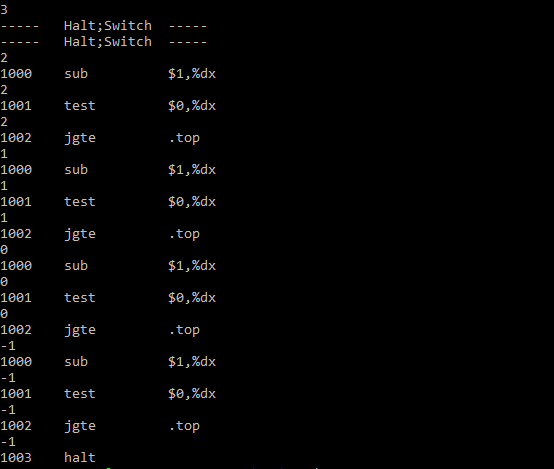 3
-----   Halt;Switch  -----
-----   Halt;Switch  -----
2
1000    sub          $1,%dx
2
1001    test         $0,%dx
2
1002    jgte         .top
1
1000    sub          $1,%dx
1
1001    test         $0,%dx
1
1002    jgte         .top
0
1000    sub          $1,%dx
0
1001    test         $0,%dx
0
1002    jgte         .top
-1
1000    sub          $1,%dx
-1
1001    test         $0,%dx
-1
1002    jgte         .top
-1
1003    halt